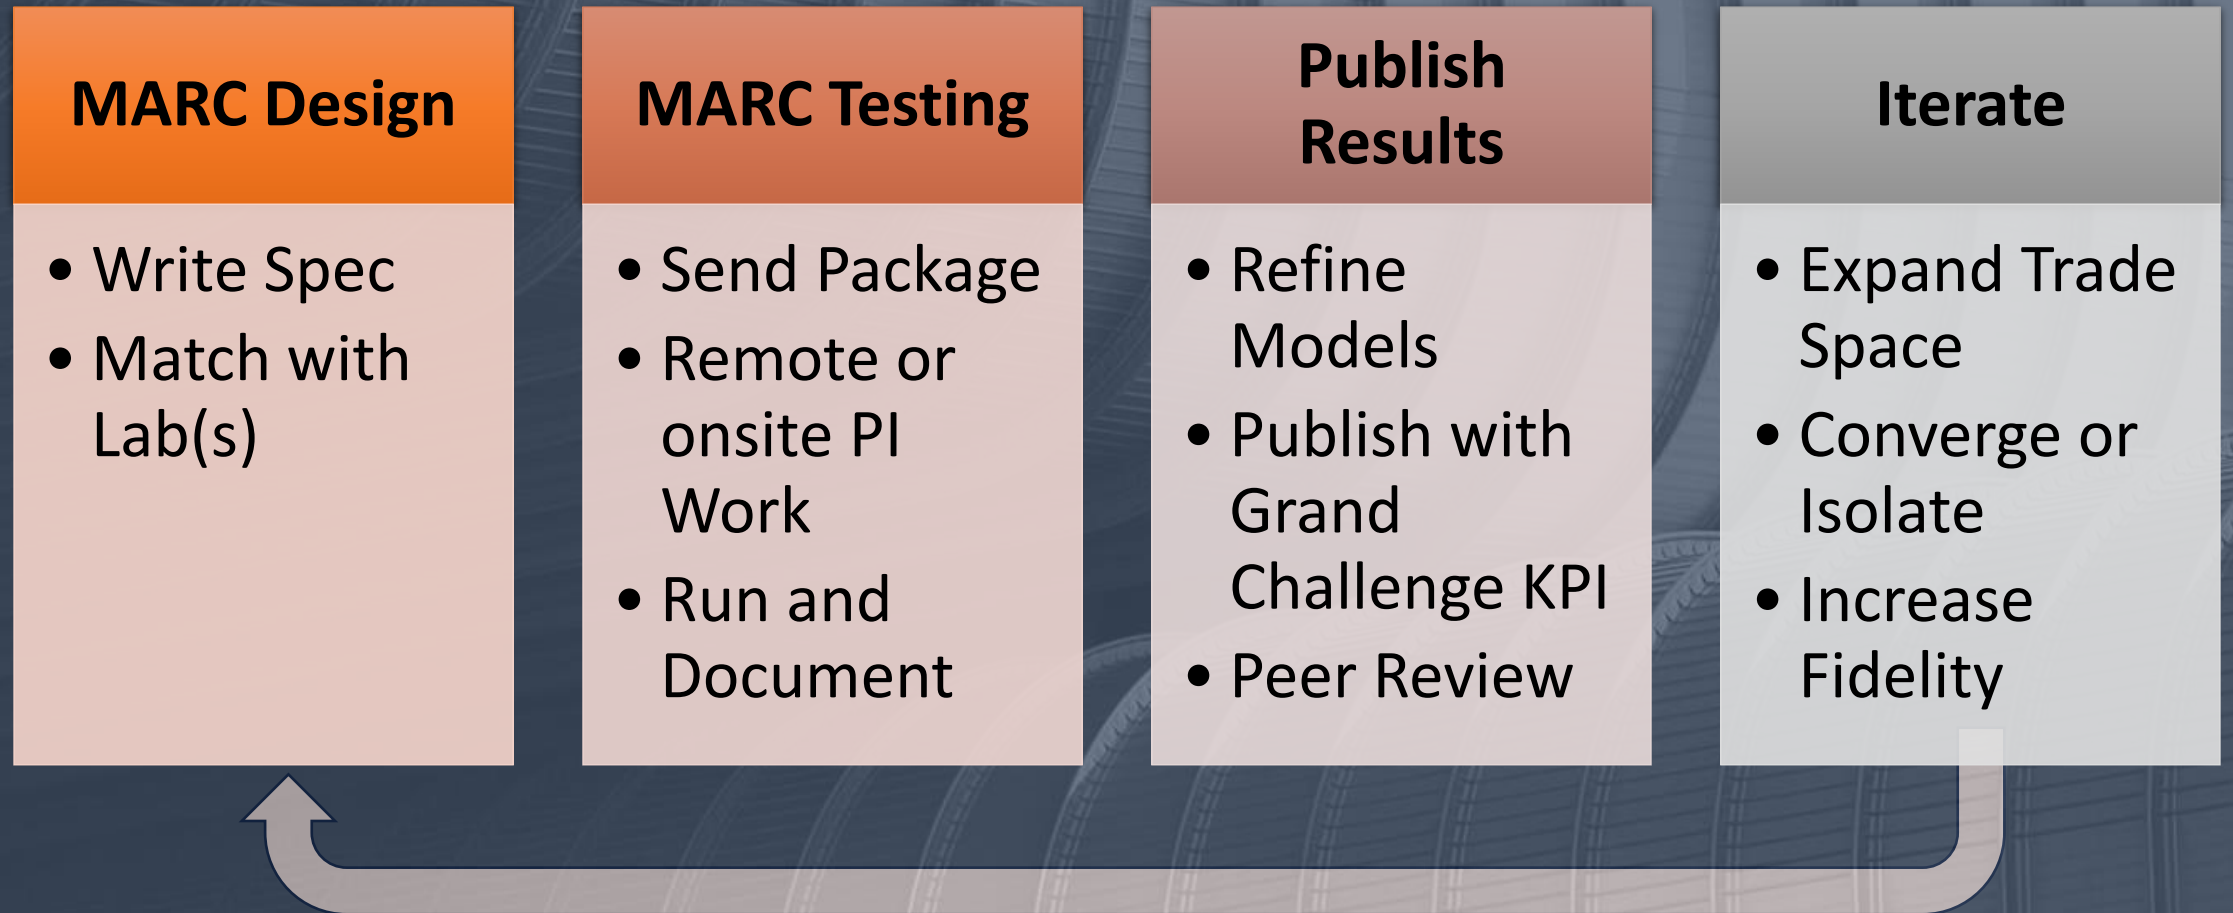 MARC Design
• Write Spec
• Match with
Lab(s)
MARC Testing
• Send Package
• Remote or
onsite PI
Work
• Run and
Document
Publish
Results
• Refine
Models
• Publish with
Grand
Challenge KPI
• Peer Review
Iterate
• Expand Trade
Space
• Converge or
Isolate
• Increase
Fidelity